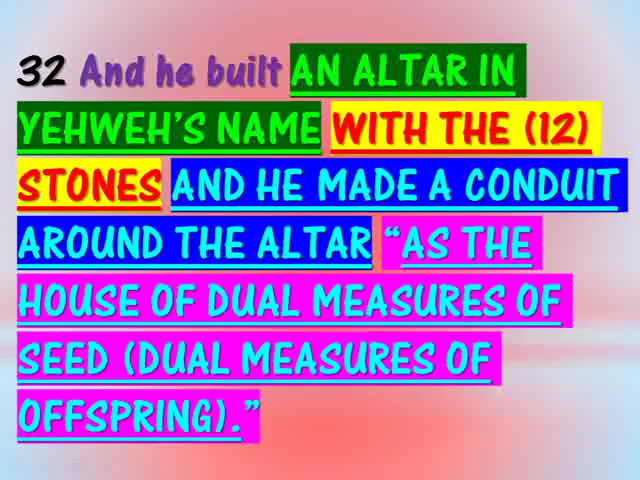 32 And he built AN ALTAR IN
YEHWEH’S NAME WITH THE (12)
STONES AND HE MADE A CONDUIT
AROUND THE ALTAR “AS THE
HOUSE OF DUAL MEASURES OF
SEED (DUAL MEASURES OF
OFFSPRING).”